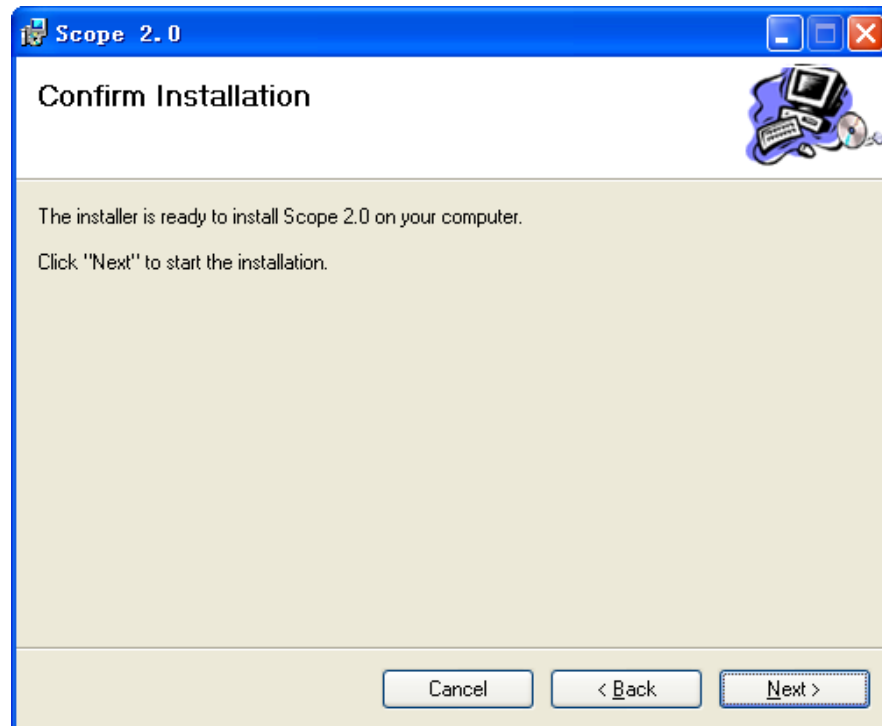 Scope 2.0
Confirm Installation
The installer is ready to install Scope 2.0 on your computer.
Click "Next" to start the installation.
Cancel
< Back
Next >